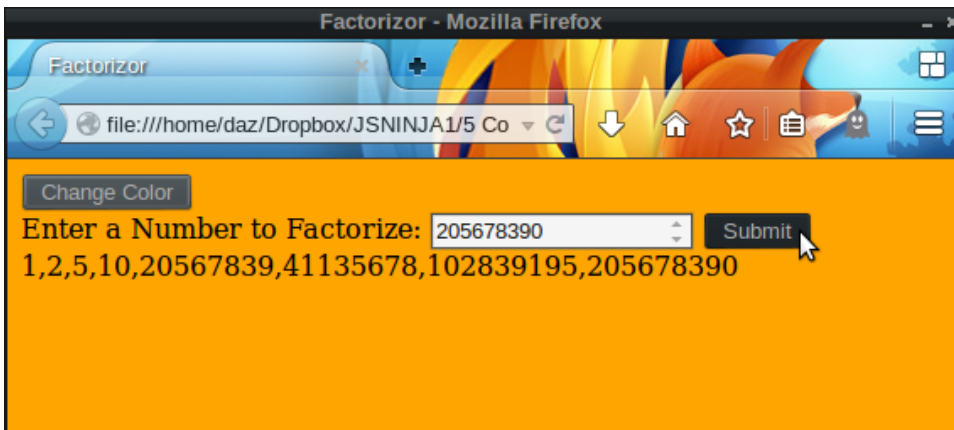 Factorizor - Mozilla Firefox
Factorizor
file:///home/daz/Dropbox/JSNINJA1/5 Co
Change Color
Enter a Number to Factorize: 205678390 Submit
1,2,5,10,20567839,41135678,102839195,205678390